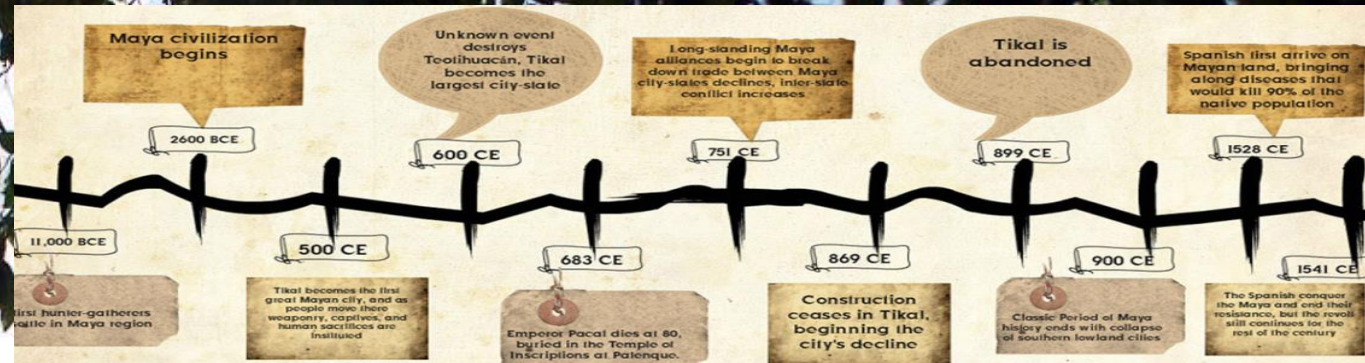 Maya civilization
begins
2600 BCE
Unknown event
destroys
Teotihuacán, Tikal
becomes the
largest city-state
600 CE
Long-standing Maya
alliances begin to break
down trade between Maya
city-states declines, inter-state
conflict increases
751 CE
Tikal is
abandoned
899 CE
Spanish first arrive on
Mayan land, bringing
along diseases that
would kill 90% of the
native population
1528 CE
11,000 BCE
first hunter-gatherers
settle in Maya region
500 CE
Tikal becomes the first
great Mayan city, and as
people move there
weaponry, captives, and
human sacrifices are
instituted
683 CE
Emperor Pacal dies at 80,
buried in the Temple of
Inscriptions at Palenque.
869 CE
Construction
ceases in Tikal,
beginning the
city's decline
900 CE
Classic Period of Maya
history ends with collapse
of southern lowland cities
1541 CE
The Spanish conquer
the Maya and end their
resistance, but the revolt
still continues for the
rest of the century